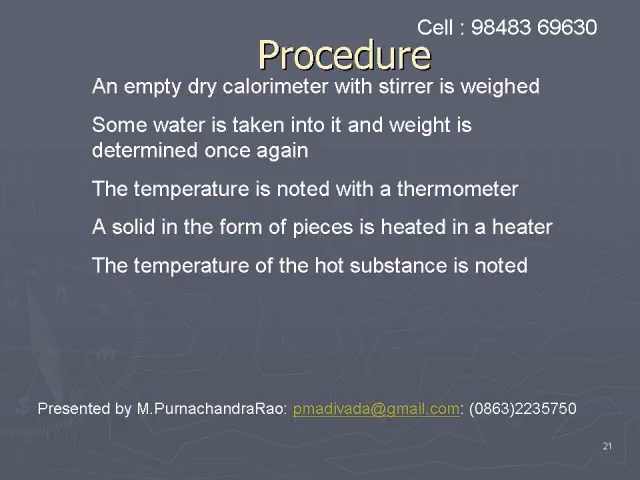 Cell : 98483 69630
Procedure
An empty dry calorimeter with stirrer is weighed
Some water is taken into it and weight is
determined once again
The temperature is noted with a thermometer
A solid in the form of pieces is heated in a heater
The temperature of the hot substance is noted
Presented by M.PurnachandraRao: pmadivada@gmail.com: (0863)2235750
21